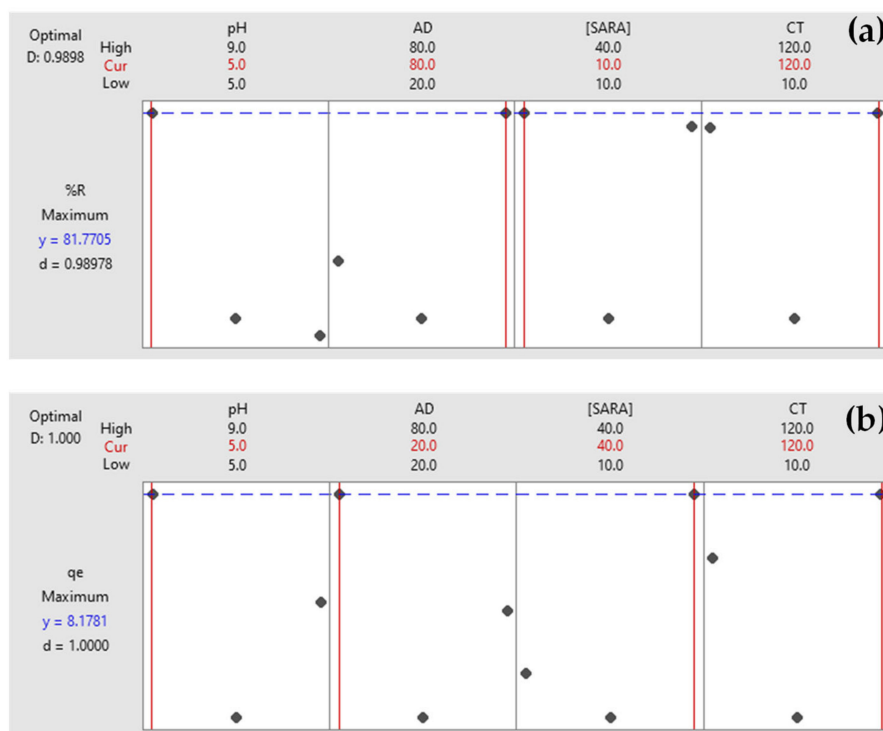 pH AD [SARA] CT (a)
Optimal High 9.0 80.0 40.0 120.0
D: 0.9898 Cur 5.0 80.0 10.0 120.0
Low 5.0 20.0 10.0 10.0
%R
Maximum
y = 81.7705
d = 0.98978
pH AD [SARA] CT (b)
Optimal High 9.0 80.0 40.0 120.0
D: 1.000 Cur 5.0 20.0 40.0 120.0
Low 5.0 20.0 10.0 10.0
qe
Maximum
y = 8.1781
d = 1.0000